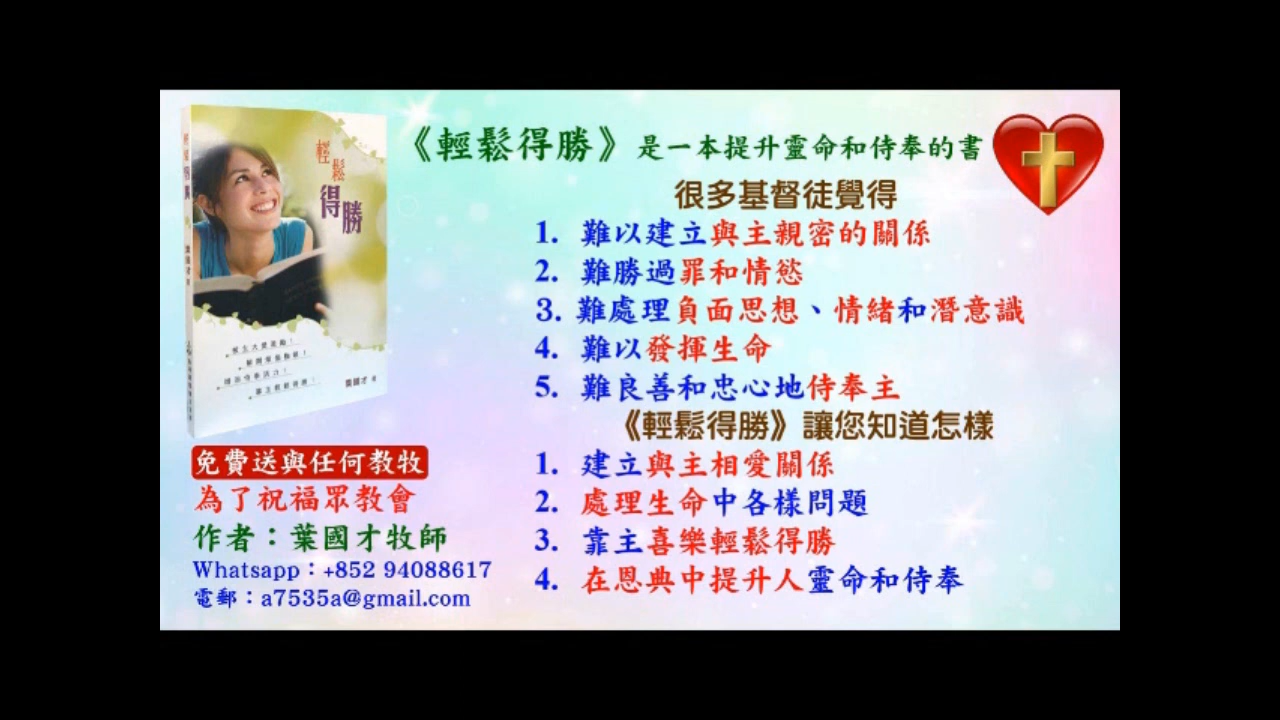 輕鬆
得勝
葉國才 著
《輕鬆得勝》是一本提升靈命和侍奉的書
很多基督徒覺得
1. 難以建立與主親密的關係
2. 難勝過罪和情慾
3. 難處理負面思想、情緒和潛意識
4. 難以發揮生命
5. 難良善和忠心地侍奉主
《輕鬆得勝》讓您知道怎樣
1. 建立與主相愛關係
2. 處理生命中各樣問題
3. 靠主喜樂輕鬆得勝
4. 在恩典中提升人靈命和侍奉
免費送與任何教牧
為了祝福眾教會
作者：葉國才牧師
Whatsapp：+852 94088617
電郵：a7535a@gmail.com